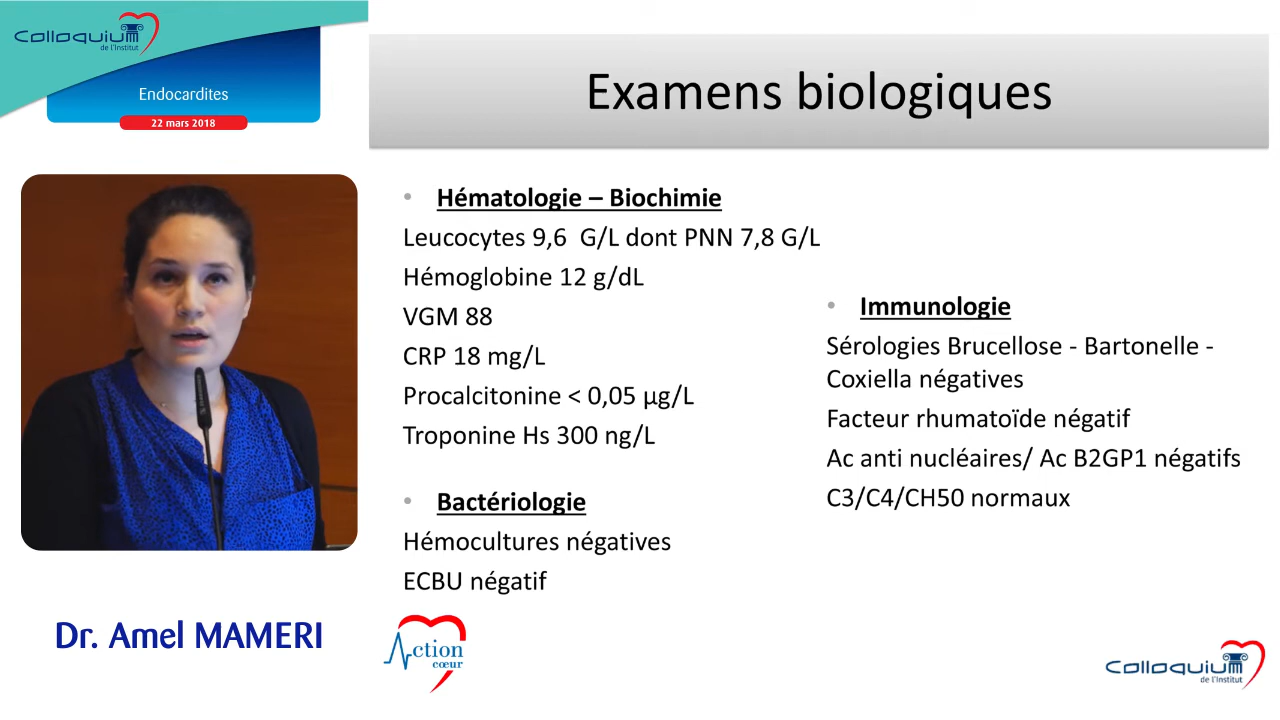 Colloquium
de l'Institut
Endocardites
22 mars 2018
Examens biologiques
• Hématologie – Biochimie
Leucocytes 9,6 G/L dont PNN 7,8 G/L
Hémoglobine 12 g/dL
VGM 88
CRP 18 mg/L
Procalcitonine < 0,05 µg/L
Troponine Hs 300 ng/L
• Bactériologie
Hémocultures négatives
ECBU négatif
• Immunologie
Sérologies Brucellose - Bartonelle -
Coxiella négatives
Facteur rhumatoïde négatif
Ac anti nucléaires/ Ac B2GP1 négatifs
C3/C4/CH50 normaux
Dr. Amel MAMERI
Action
cœur
Colloquium
de l'Institut